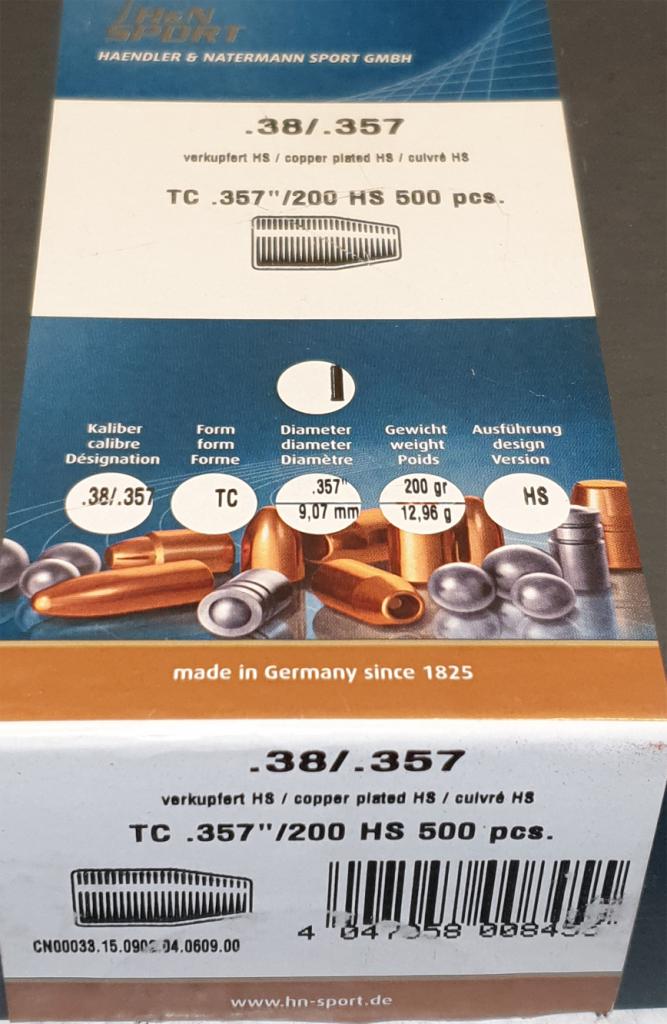 H&N
SPORT
HAENDLER & NATERMANN SPORT GMBH
.38/.357
verkupfert HS / copper plated HS / cuivré HS
TC .357"/200 HS 500 pcs.
Kaliber Form Diameter Gewicht Ausführung
calibre form diameter weight design
Désignation Forme Diamètre Poids Version
.38/.357 TC .357" 200 gr HS
9,07 mm 12,96 g
made in Germany since 1825
.38/.357
verkupfert HS / copper plated HS / cuivré HS
TC .357"/200 HS 500 pcs.
4
www.hn-sport.de